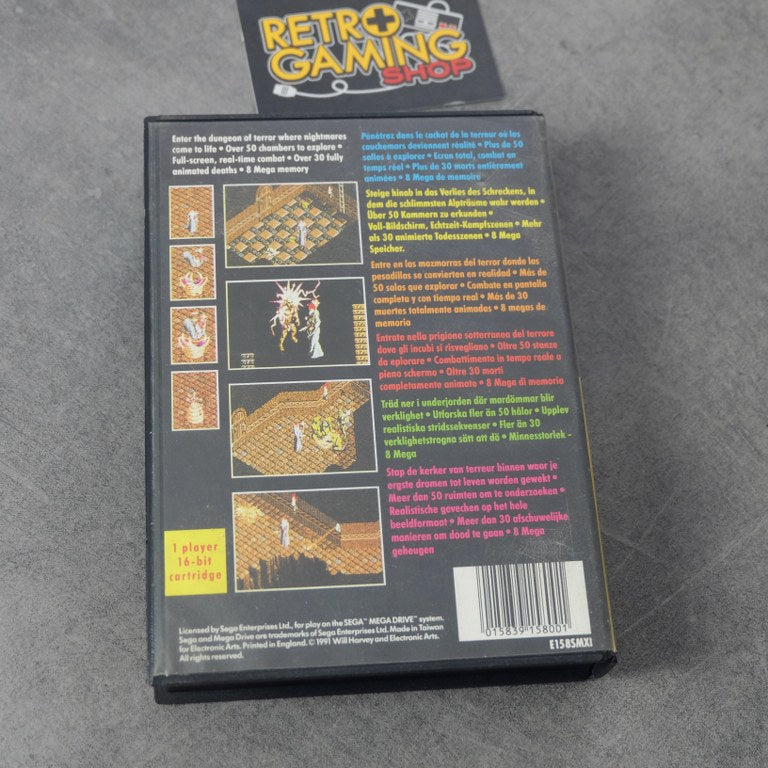 RETRO
GAMING
SHOP
Enter the dungeon of terror where nightmares
come to life • Over 50 chambers to explore •
Full-screen, real-time combat • Over 30 fully
animated deaths • 8 Mega memory
Pénétrez dans le cachot de la terreur où les
cauchemars deviennent réalité • Plus de 50
salles à explorer • Ecran total, combat en
temps réel • Plus de 30 morts entièrement
animées • 8 Mega de memoire
Steige hinab in das Verlies des Schreckens, in
dem die schlimmsten Alpträume wahr werden •
Über 50 Kammern zu erkunden •
Voll-Bildschirm, Echtzeit-Kampfszenen • Mehr
als 30 animierte Todesszenen • 8 Mega
Speicher.
Entre en las mazmorras del terror donde las
pesadillas se convierten en realidad • Más de
50 salas que explorar • Combate en pantalla
completa y con tiempo real • Más de 30
muertes totalmente animadas • 8 megas de
memoria
Entrate nella prigione sotterranea del terrore
dove gli incubi si risvegliano • Oltre 50 stanze
da eplorare • Combattimento in tempo reale a
pieno schermo • Oltre 30 morti
completamente animate • 8 Mega di memoria
Träd ner i underjorden där mardömmar blir
verklighet • Utforska fler än 50 hålor • Upplev
realistiska stridssekvenser • Fler än 30
verklighetstrogna sätt att dö • Minnesstorlek -
8 Mega
Stap de kerker van terreur binnen waar je
ergste dromen tot leven worden gewekt •
Meer dan 50 ruimten om te onderzoeken •
Realistische gevechen op het hele
beeldformaat • Meer dan 30 afschuwelijke
manieren om dood te gaan • 8 Mega
geheugen
1 player
16-bit
cartridge
Licensed by Sega Enterprises Ltd., for play on the SEGA™ MEGA DRIVE™ system.
Sega and Mega Drive are trademarks of Sega Enterprises Ltd. Made in Taiwan
for Electronic Arts. Printed in England. © 1991 Will Harvey and Electronic Arts.
All rights reserved.
015839 158001
E158SMXI